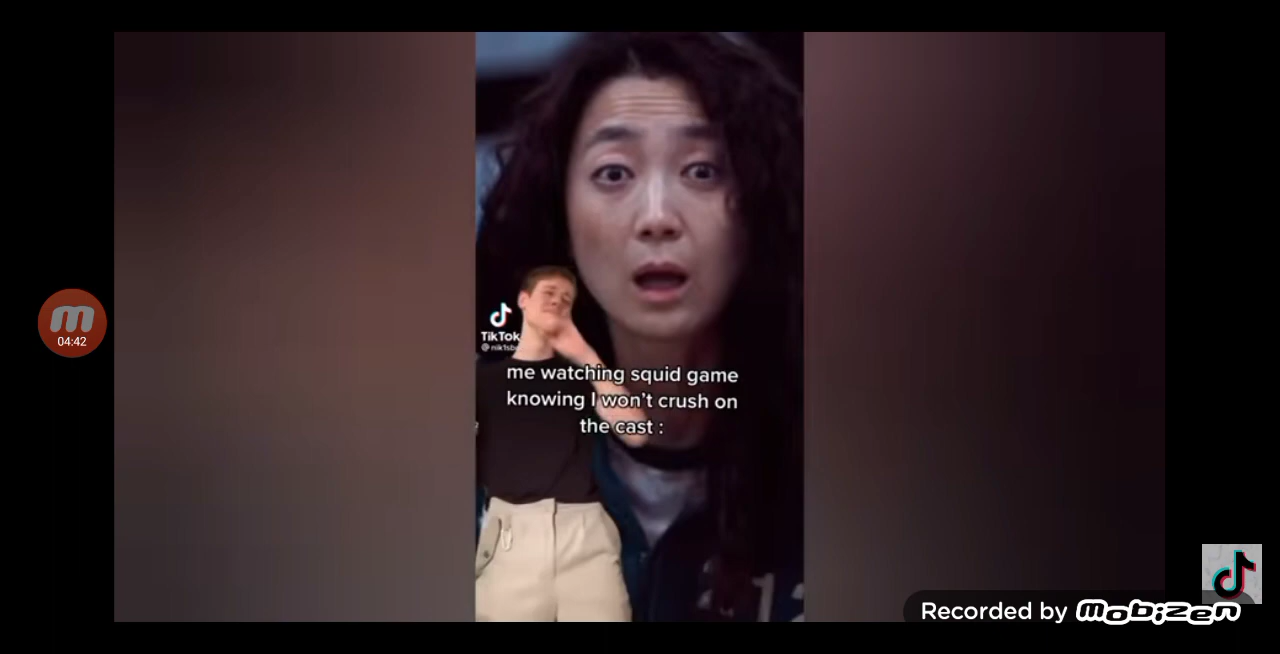 04:42
TikTok
me watching squid game
knowing I won't crush on
the cast :
Recorded by mobizen